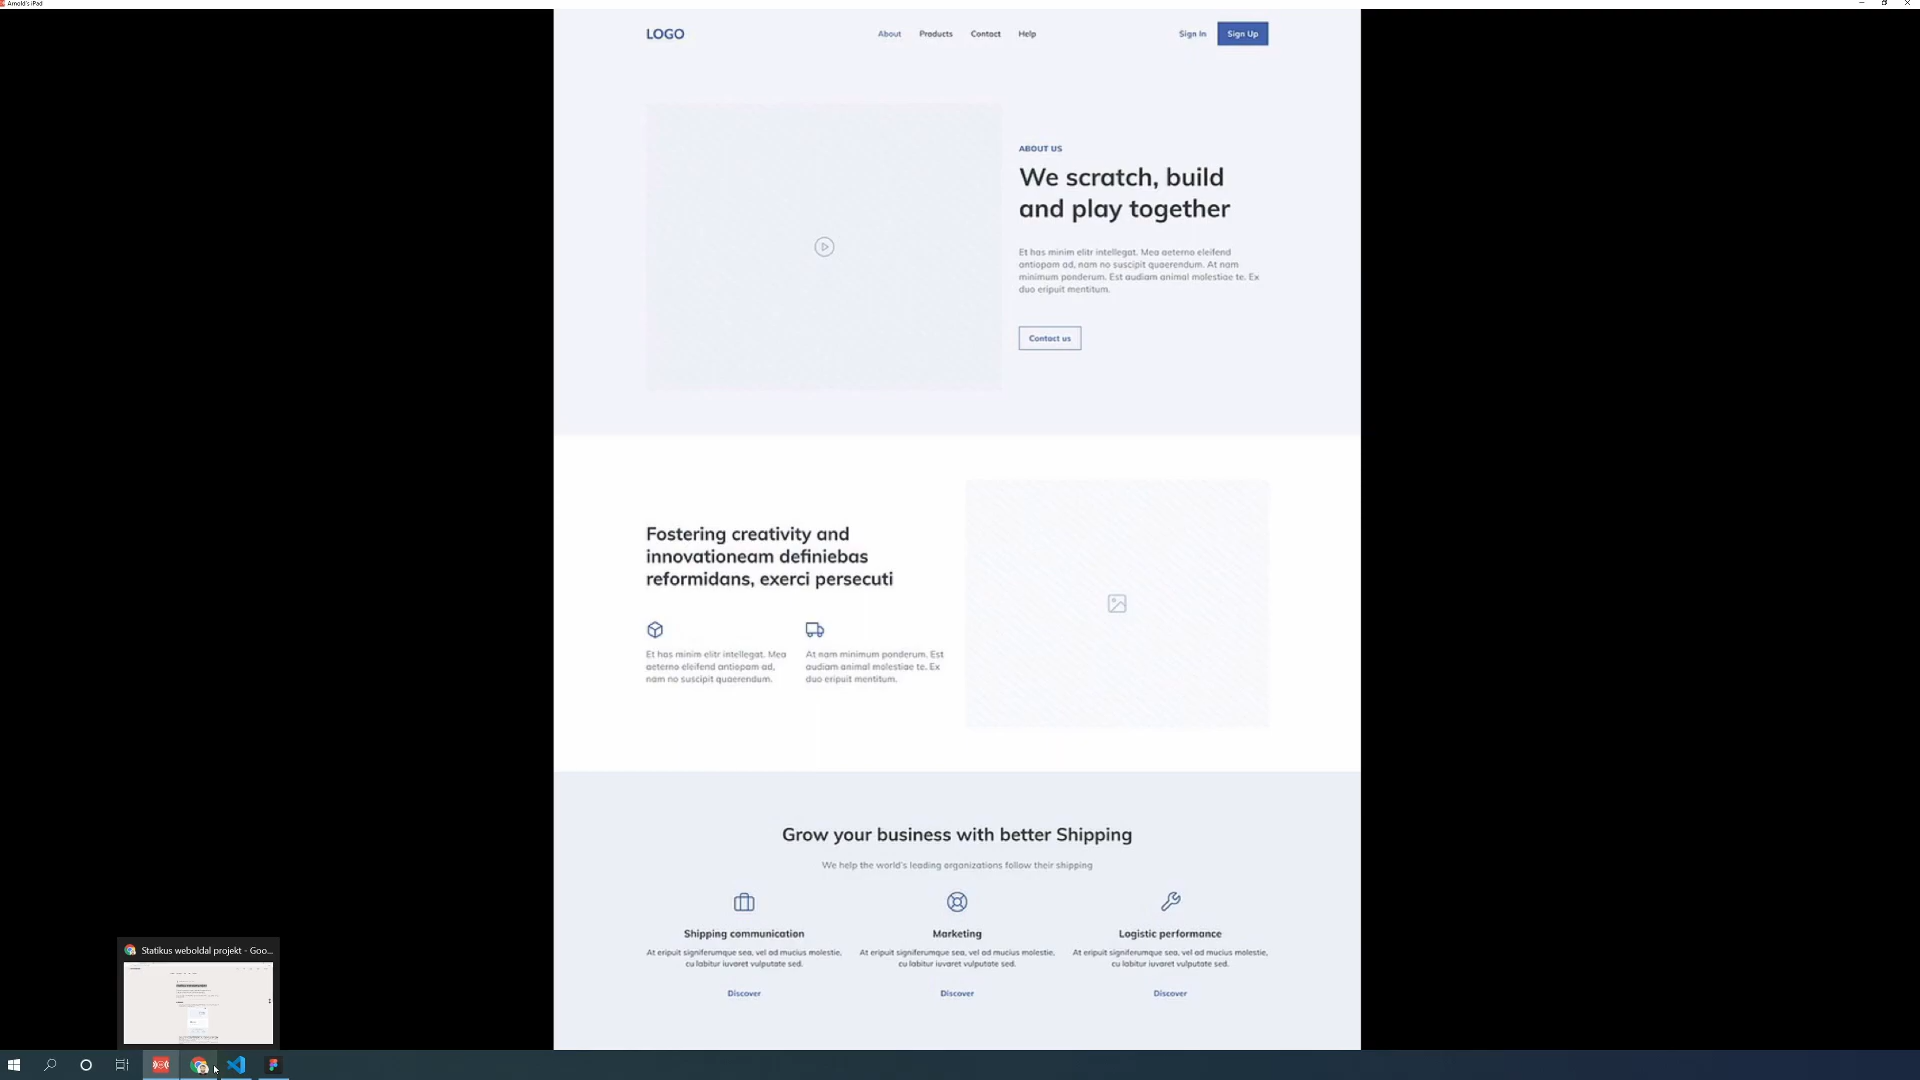 Arnold's iPad
LOGO
About
Products
Contact
Help
Sign In
Sign Up
ABOUT US
We scratch, build
and play together
Et has minim elitr intellegat. Mea aeterno eleifend
antiopam ad, nam no suscipit quaerendum. At nam
minimum ponderum. Est audiam animal molestiae te. Ex
duo eripuit mentitum.
Contact us
Fostering creativity and
innovationeam definiebas
reformidans, exerci persecuti
Et has minim elitr intellegat. Mea
aeterno eleifend antiopam ad,
nam no suscipit quaerendum.
At nam minimum ponderum. Est
audiam animal molestiae te. Ex
duo eripuit mentitum.
Grow your business with better Shipping
We help the world's leading organizations follow their shipping
Shipping communication
At eripuit signiferumque sea, vel ad mucius molestie,
cu labitur iuvaret vulputate sed.
Discover
Marketing
At eripuit signiferumque sea, vel ad mucius molestie,
cu labitur iuvaret vulputate sed.
Discover
Logistic performance
At eripuit signiferumque sea, vel ad mucius molestie,
cu labitur iuvaret vulputate sed.
Discover
Statikus weboldal projekt - Goo...